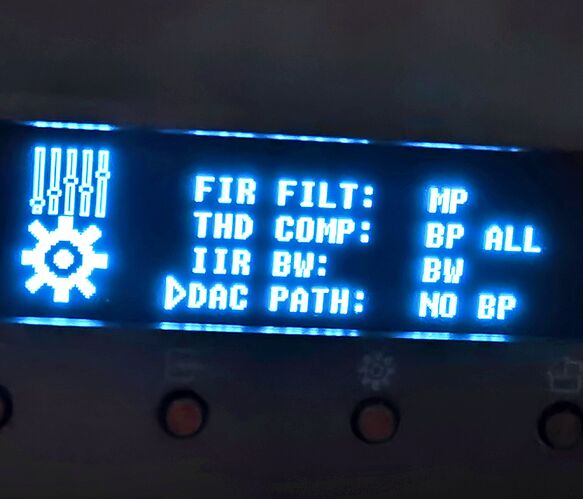 FIR FILT: MP
THD COMP: BP ALL
IIR BW: BW
DAC PATH: NO BP